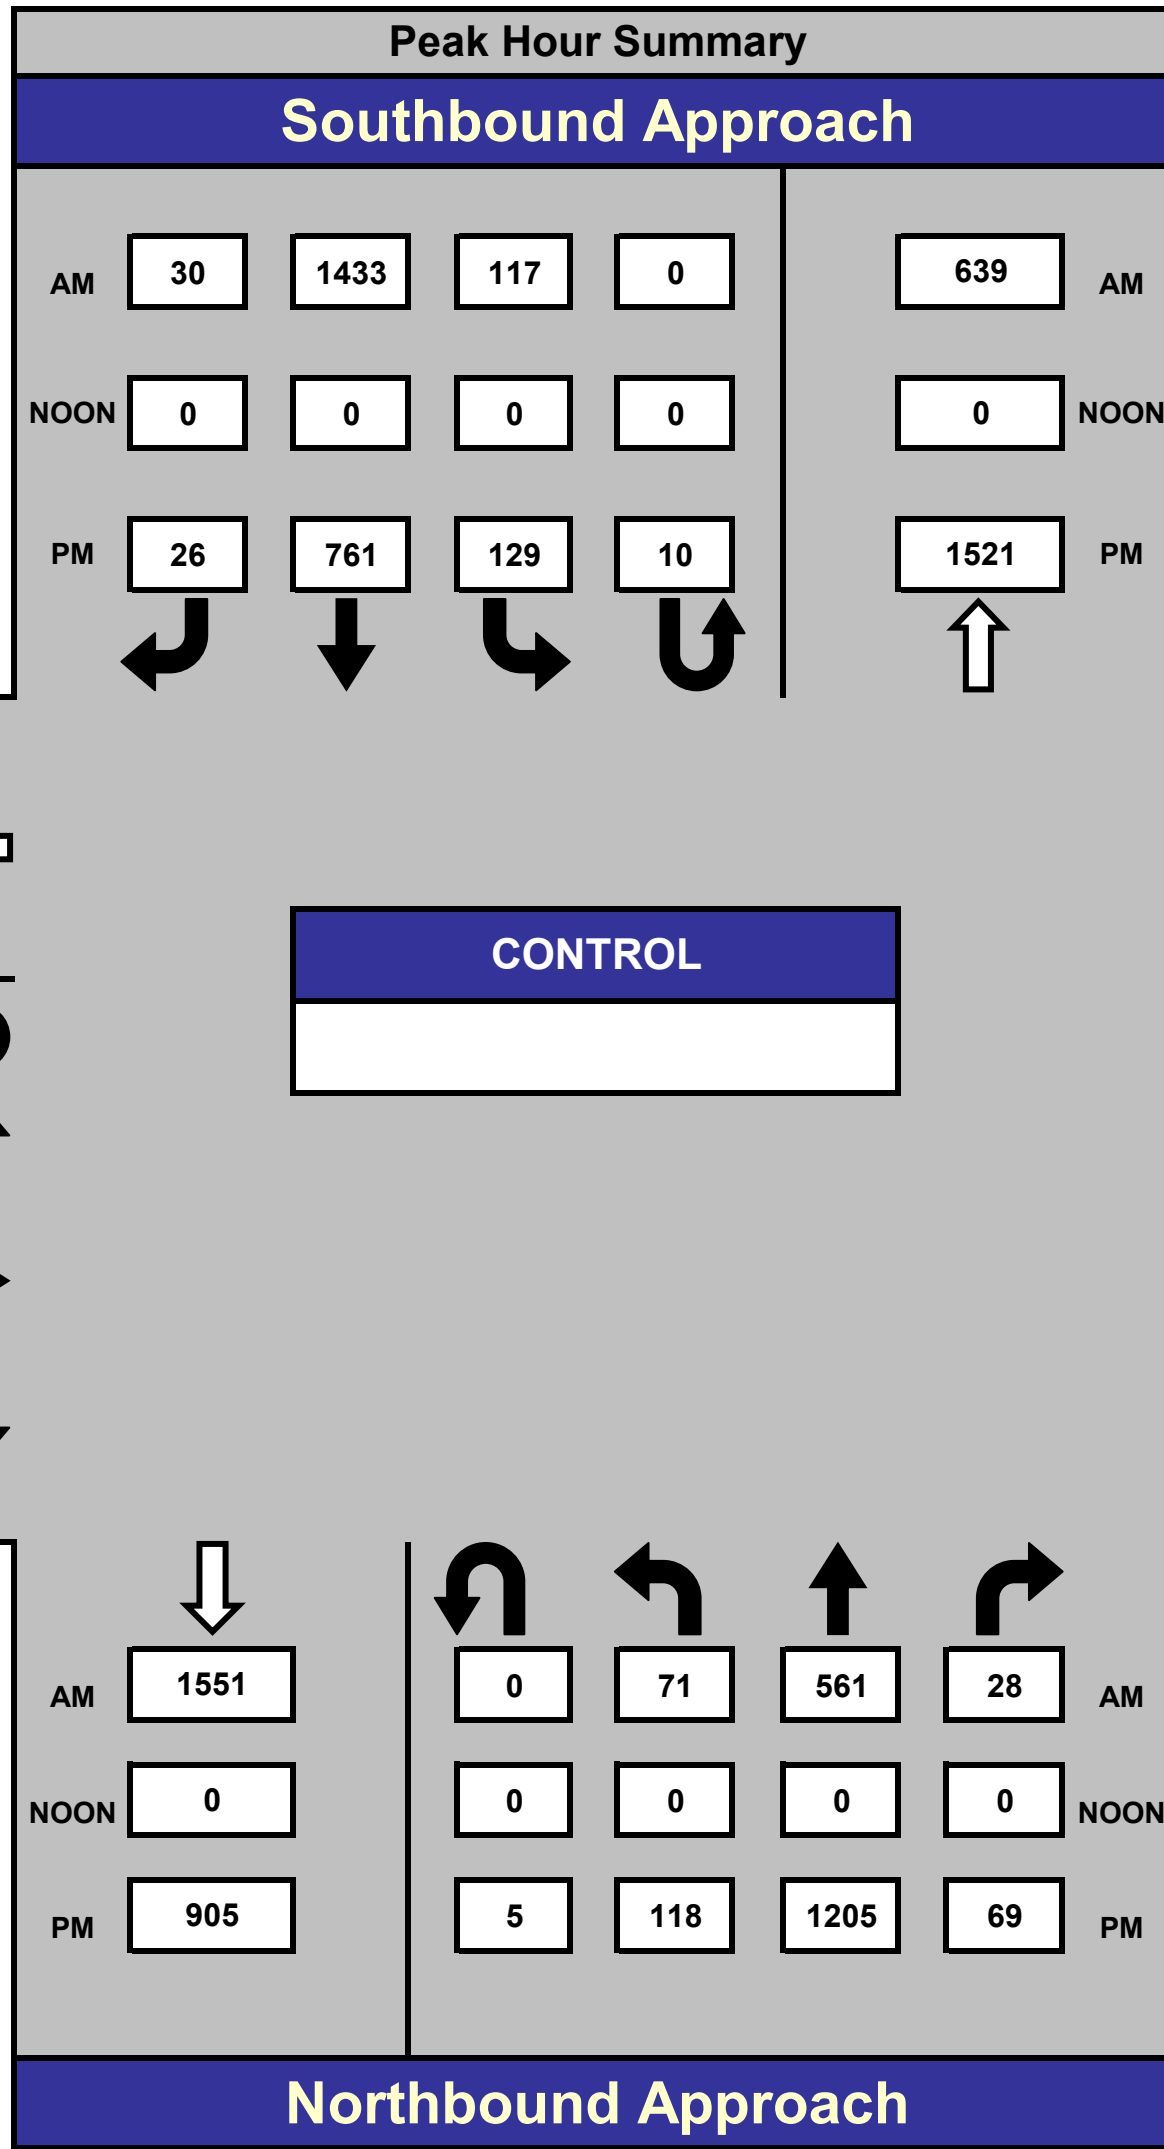 Peak Hour Summary
Southbound Approach
AM 30 1433 117 0 639 AM
NOON 0 0 0 0 0 NOON
PM 26 761 129 10 1521 PM
CONTROL
AM 1551 0 71 561 28 AM
NOON 0 0 0 0 0 NOON
PM 905 5 118 1205 69 PM
Northbound Approach